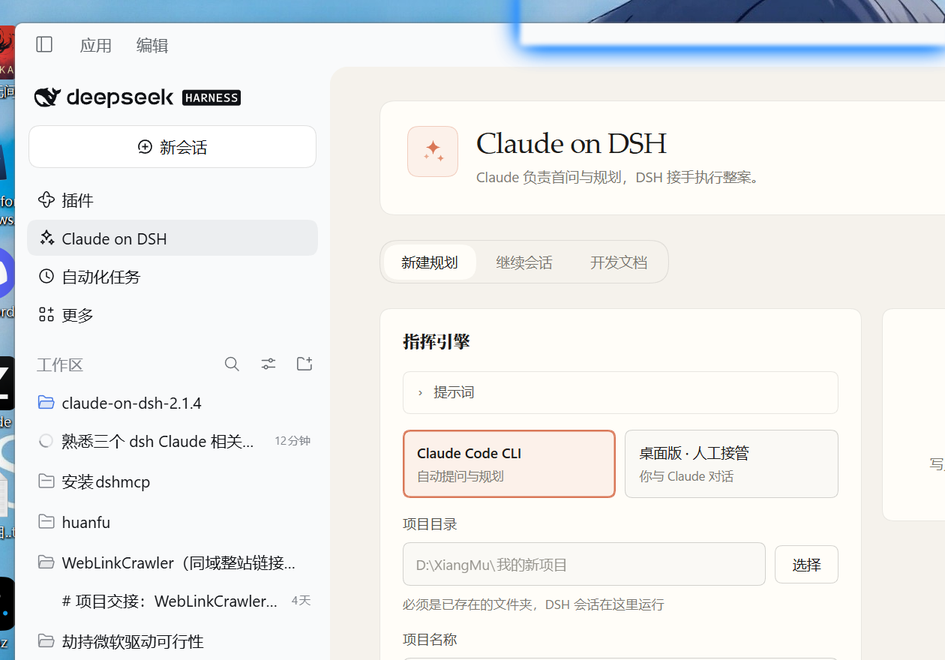 应用 编辑
deepseek HARNESS
新会话
插件
Claude on DSH
自动化任务
更多
工作区
claude-on-dsh-2.1.4
熟悉三个 dsh Claude 相关... 12分钟
安装dshmcp
huanfu
WebLinkCrawler（同域整站链接...
# 项目交接：WebLinkCrawler... 4天
劫持微软驱动可行性
Claude on DSH
Claude 负责首问与规划，DSH 接手执行整案。
新建规划 继续会话 开发文档
指挥引擎
› 提示词
Claude Code CLI
自动提问与规划
桌面版 · 人工接管
你与 Claude 对话
项目目录
D:\XiangMu\我的新项目
选择
必须是已存在的文件夹，DSH 会话在这里运行
项目名称
写